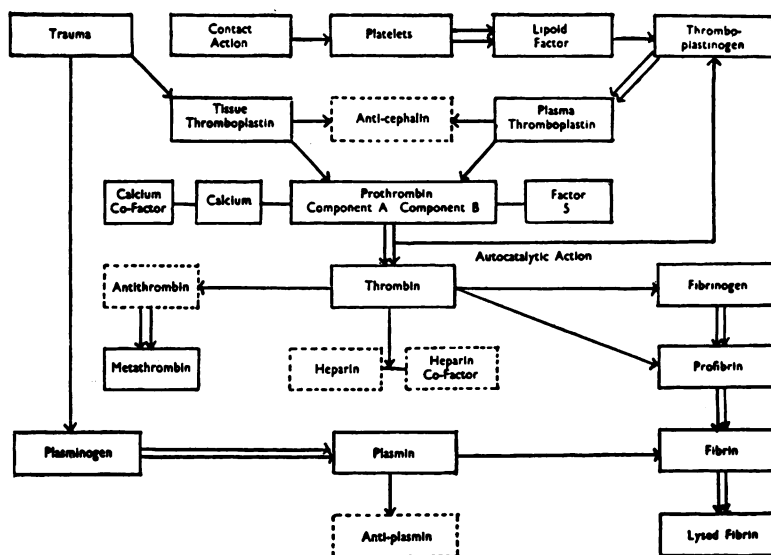 Trauma
Contact
Action
Platelets
Lipoid
Factor
Thrombo-
plastinogen
Tissue
Thromboplastin
Anti-cephalin
Plasma
Thromboplastin
Calcium
Co-Factor
Calcium
Prothrombin
Component A Component B
Factor
5
Autocatalytic Action
Antithrombin
Thrombin
Fibrinogen
Metathrombin
Heparin
Heparin
Co-Factor
Profibrin
Plasminogen
Plasmin
Fibrin
Anti-plasmin
Lysed Fibrin